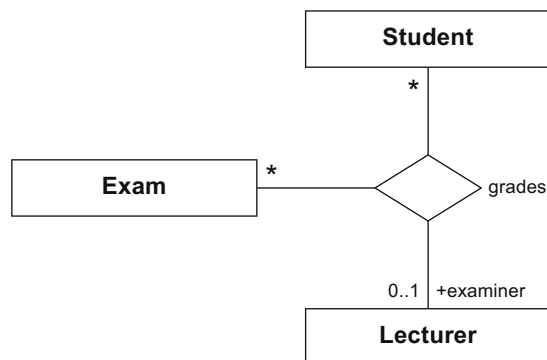 Student
*
Exam
*
grades
0..1
+examiner
Lecturer